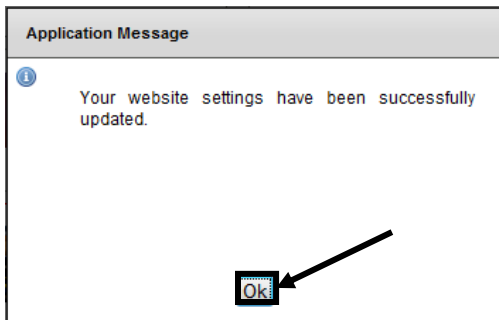 Application Message
Your website settings have been successfully
updated.
Ok